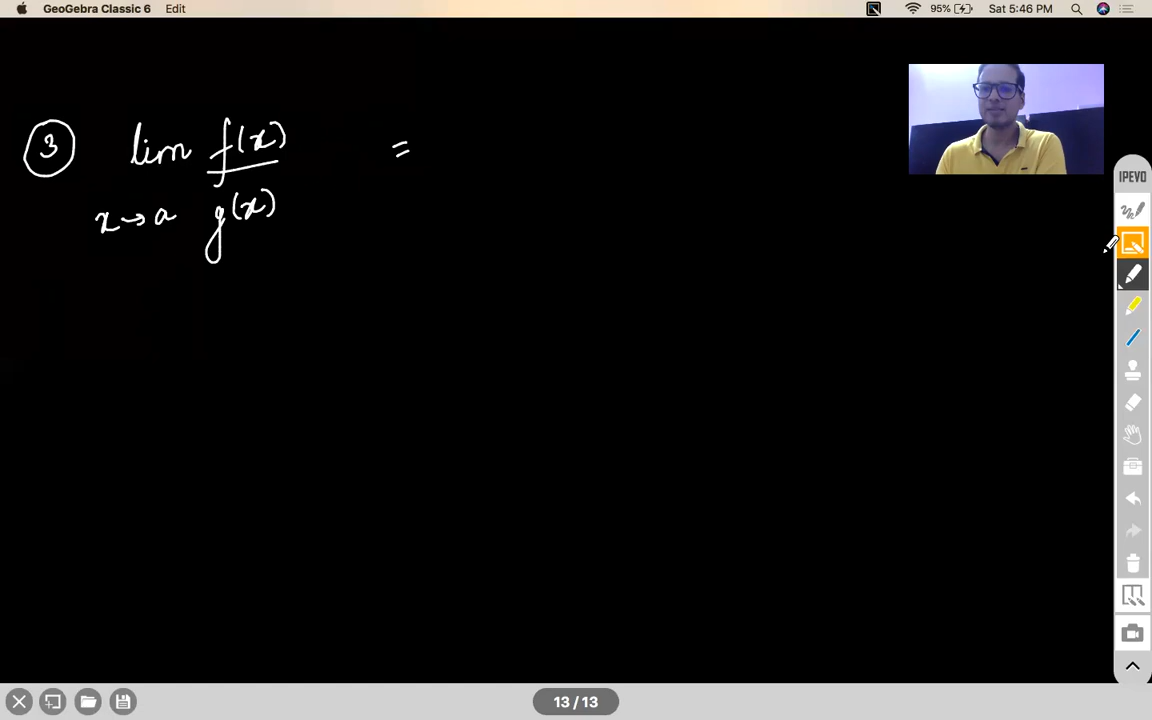 GeoGebra Classic 6 Edit 95% Sat 5:46 PM
IPEVO
③ lim f(x) =
x→a g(x)
13/13